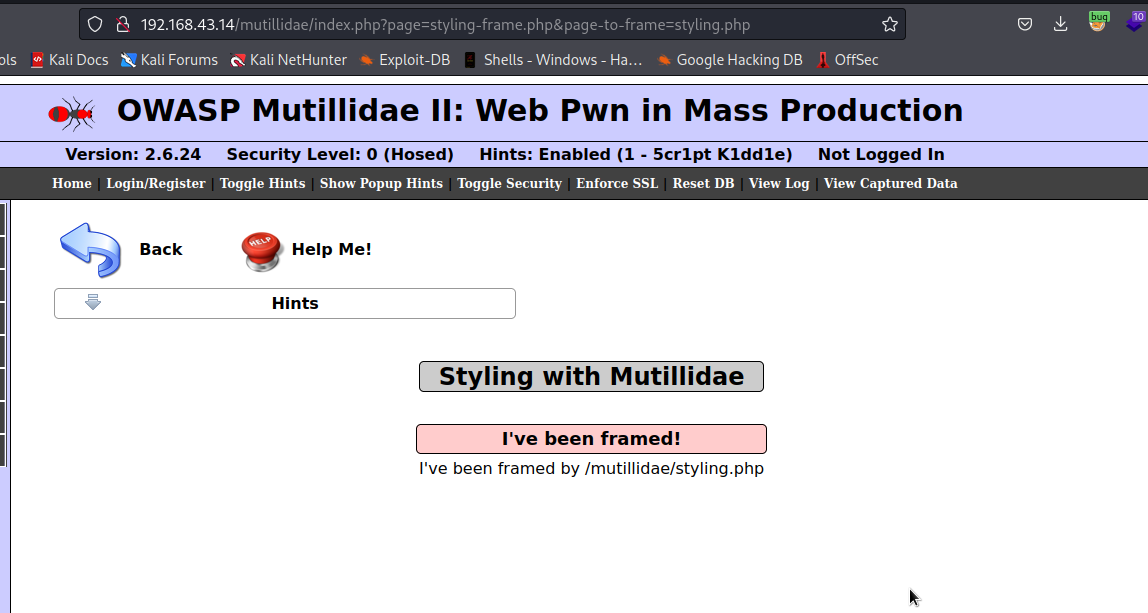 192.168.43.14/mutillidae/index.php?page=styling-frame.php&page-to-frame=styling.php
bug
10
ols Kali Docs Kali Forums Kali NetHunter Exploit-DB Shells - Windows - Ha… Google Hacking DB OffSec
OWASP Mutillidae II: Web Pwn in Mass Production
Version: 2.6.24 Security Level: 0 (Hosed) Hints: Enabled (1 - 5cr1pt K1dd1e) Not Logged In
Home | Login/Register | Toggle Hints | Show Popup Hints | Toggle Security | Enforce SSL | Reset DB | View Log | View Captured Data
Back HELP Help Me!
Hints
Styling with Mutillidae
I've been framed!
I've been framed by /mutillidae/styling.php